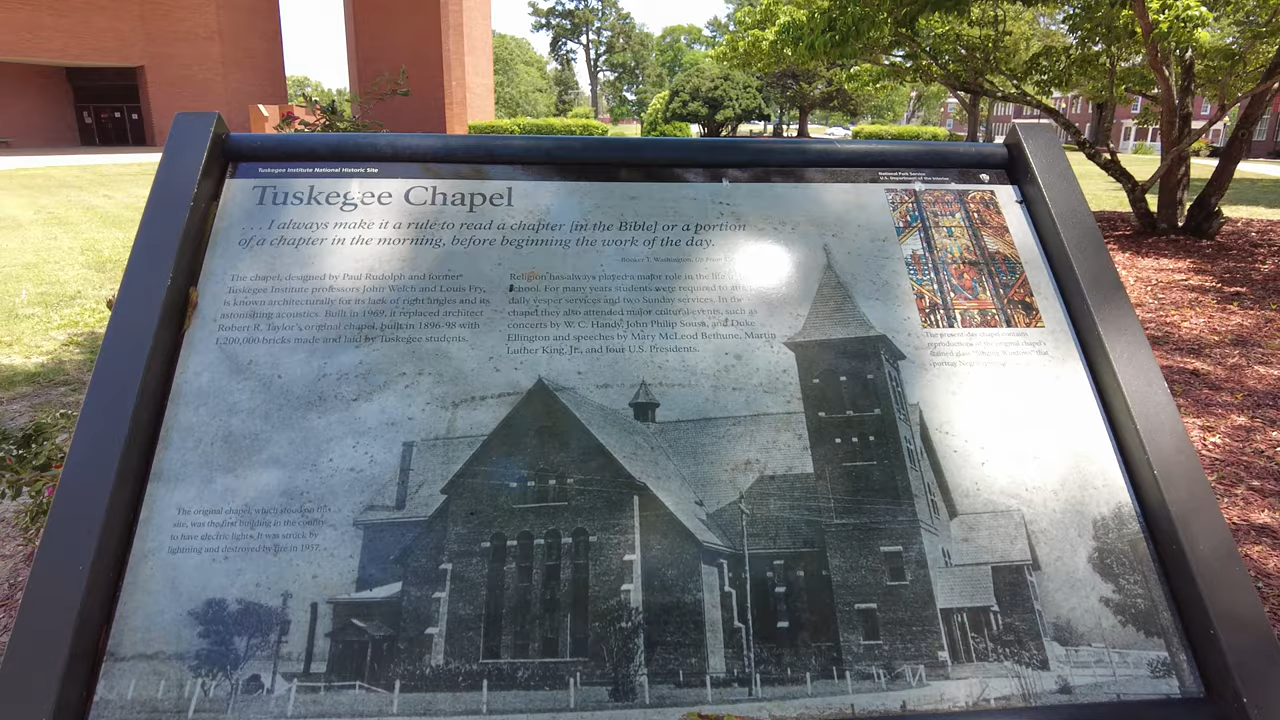 Tuskegee Institute National Historic Site
National Park Service
U.S. Department of the Interior
Tuskegee Chapel
. . . I always make it a rule to read a chapter [in the Bible] or a portion
of a chapter in the morning, before beginning the work of the day.
Booker T. Washington, Up From
The chapel, designed by Paul Rudolph and former
Tuskegee Institute professors John Welch and Louis Fry,
is known architecturally for its lack of right angles and its
astonishing acoustics. Built in 1969, it replaced architect
Robert R. Taylor's original chapel, built in 1896-98 with
1,200,000 bricks made and laid by Tuskegee students.
Religion has always played a major role in the life
school. For many years students were required to
daily vesper services and two Sunday services. In the
chapel they also attended major cultural events, such as
concerts by W. C. Handy, John Philip Sousa, and Duke
Ellington and speeches by Mary McLeod Bethune, Martin
Luther King, Jr., and four U.S. Presidents.
The present-day chapel contains
reproductions of the original chapel's
stained glass "Singing Windows" that
portray Negro
The original chapel, which stood on this
site, was the first building in the county
to have electric lights. It was struck by
lightning and destroyed by fire in 1957.